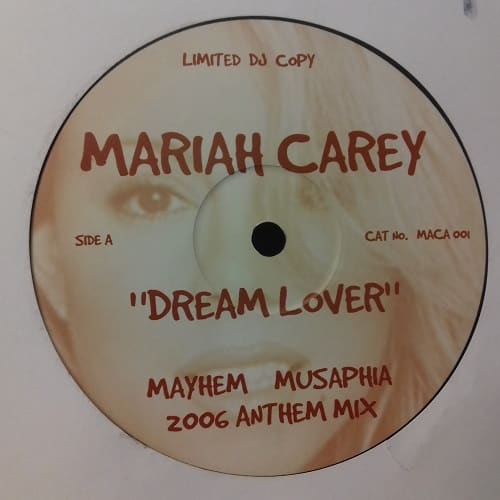 LIMITED DJ COPY
MARIAH CAREY
SIDE A
CAT NO. MACA 001
"DREAM LOVER"
MAYHEM MUSAPHIA
2006 ANTHEM MIX